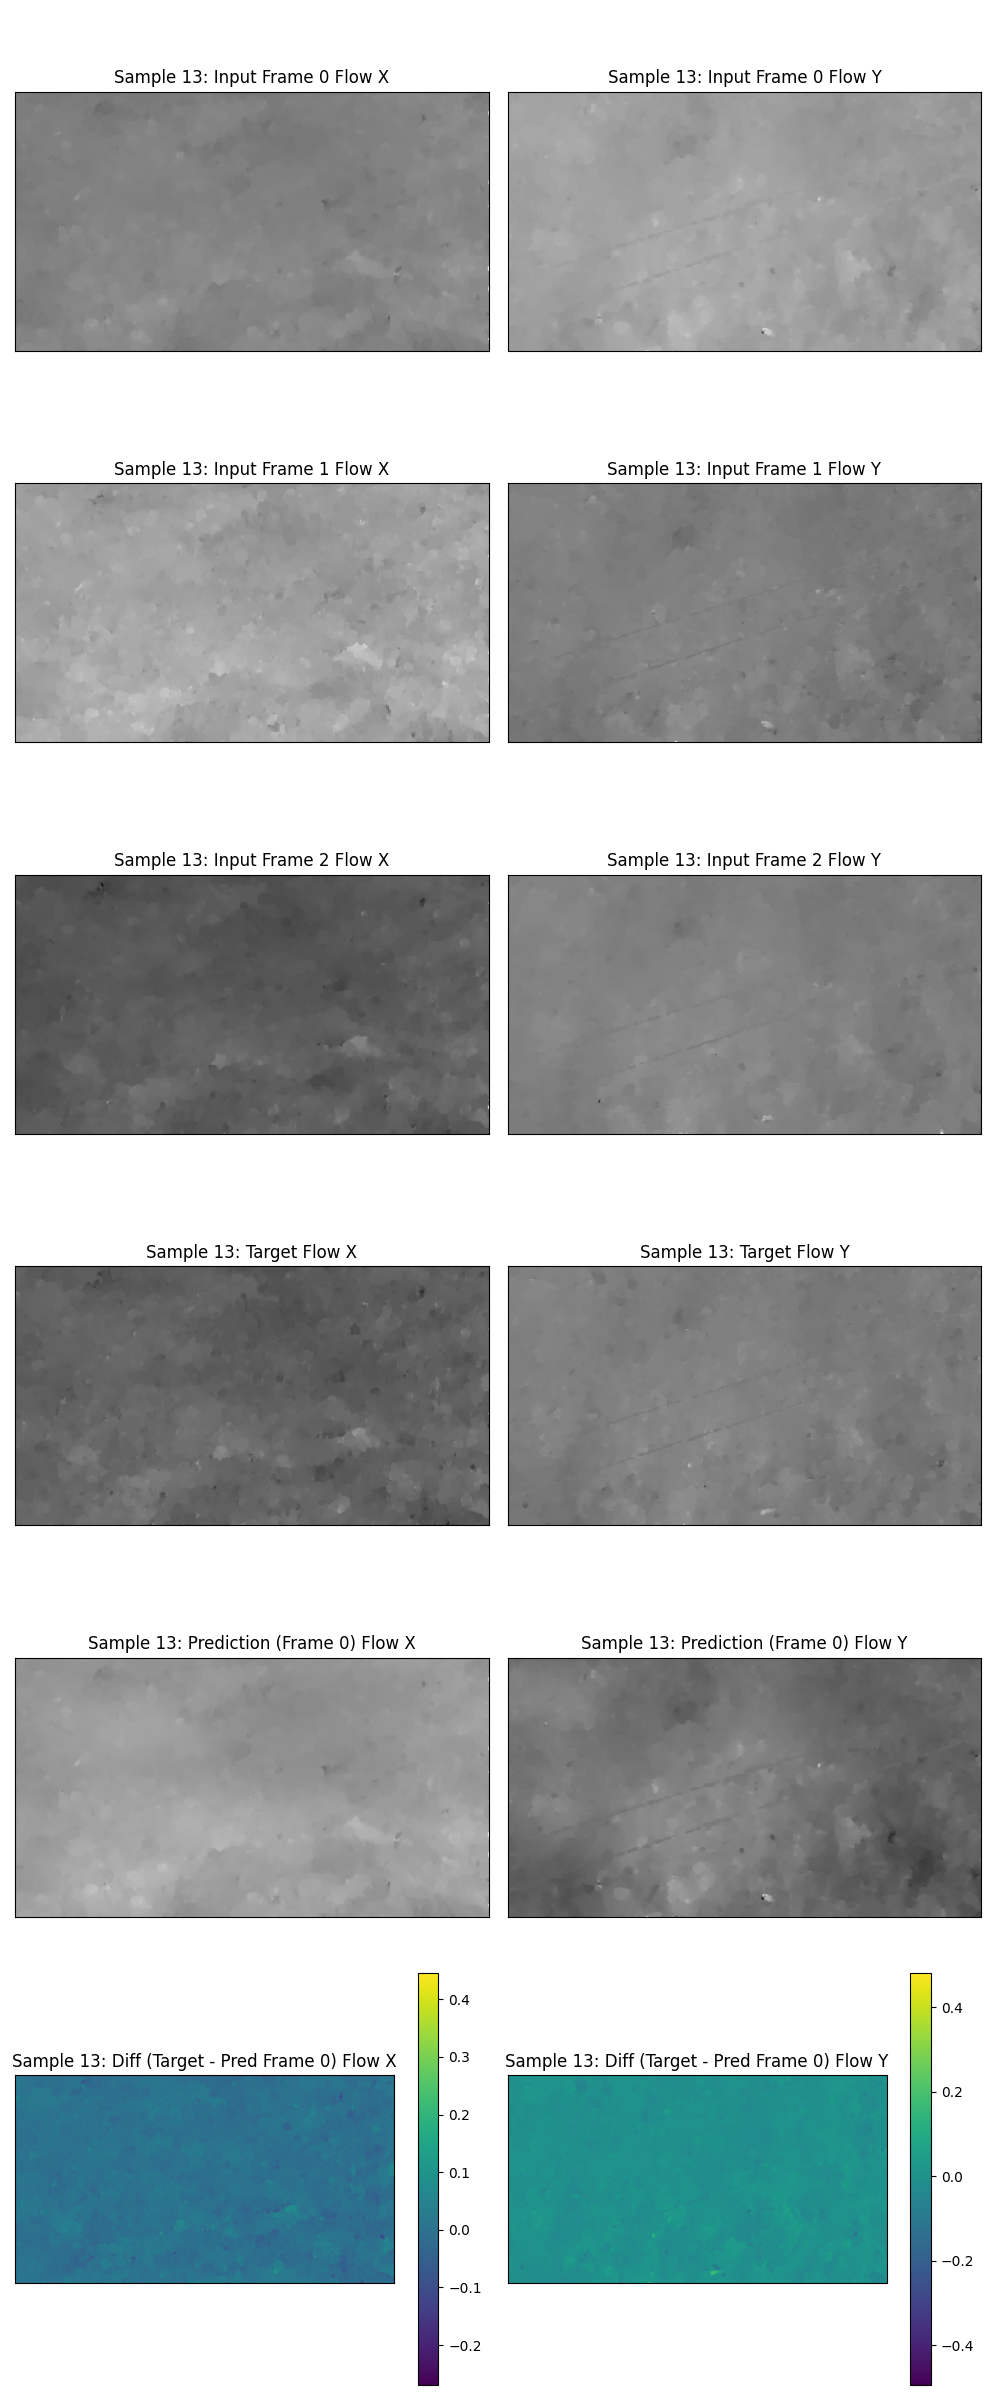 Sample 13: Input Frame 0 Flow X
Sample 13: Input Frame 0 Flow Y
Sample 13: Input Frame 1 Flow X
Sample 13: Input Frame 1 Flow Y
Sample 13: Input Frame 2 Flow X
Sample 13: Input Frame 2 Flow Y
Sample 13: Target Flow X
Sample 13: Target Flow Y
Sample 13: Prediction (Frame 0) Flow X
Sample 13: Prediction (Frame 0) Flow Y
Sample 13: Diff (Target - Pred Frame 0) Flow X
0.4
0.3
0.2
0.1
0.0
−0.1
−0.2
Sample 13: Diff (Target - Pred Frame 0) Flow Y
0.4
0.2
0.0
−0.2
−0.4